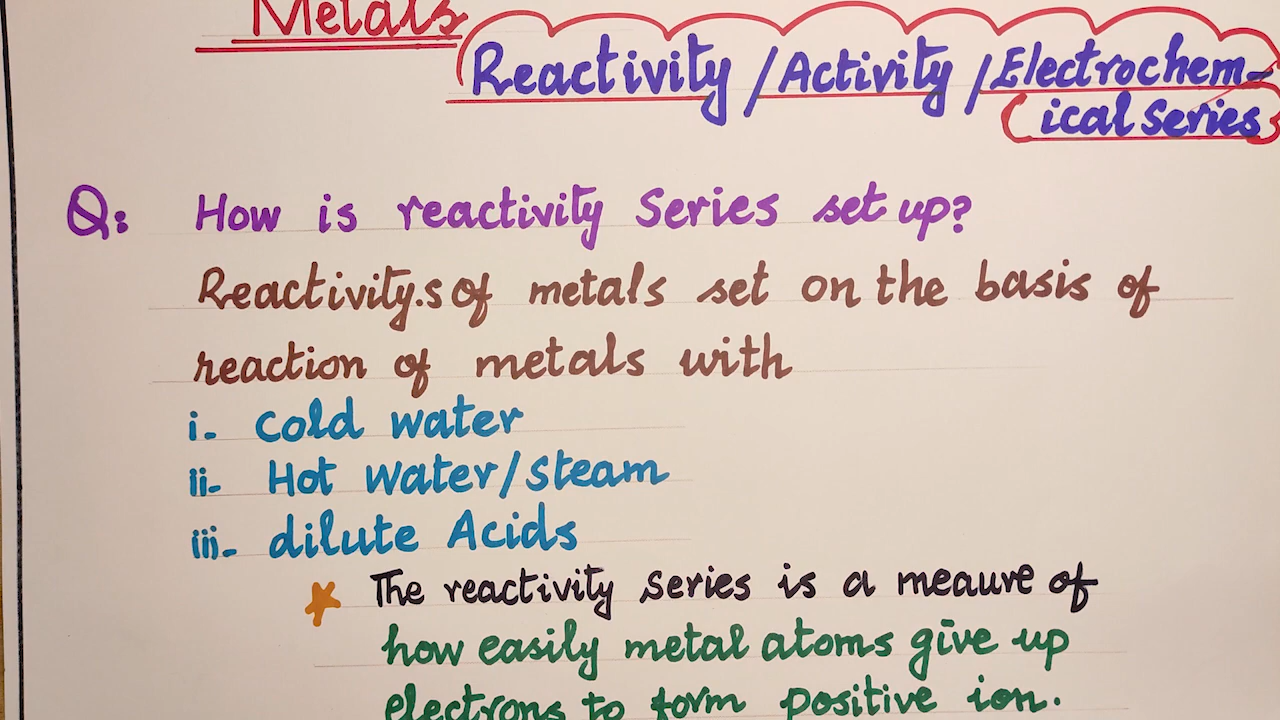 Metals
Reactivity / Activity / Electrochem-
ical series
Q: How is reactivity Series set up?
Reactivity.s of metals set on the basis of
reaction of metals with
i- Cold water
ii- Hot Water/Steam
iii- dilute Acids
The reactivity series is a meaure of
how easily metal atoms give up
electrons to form positive ion.